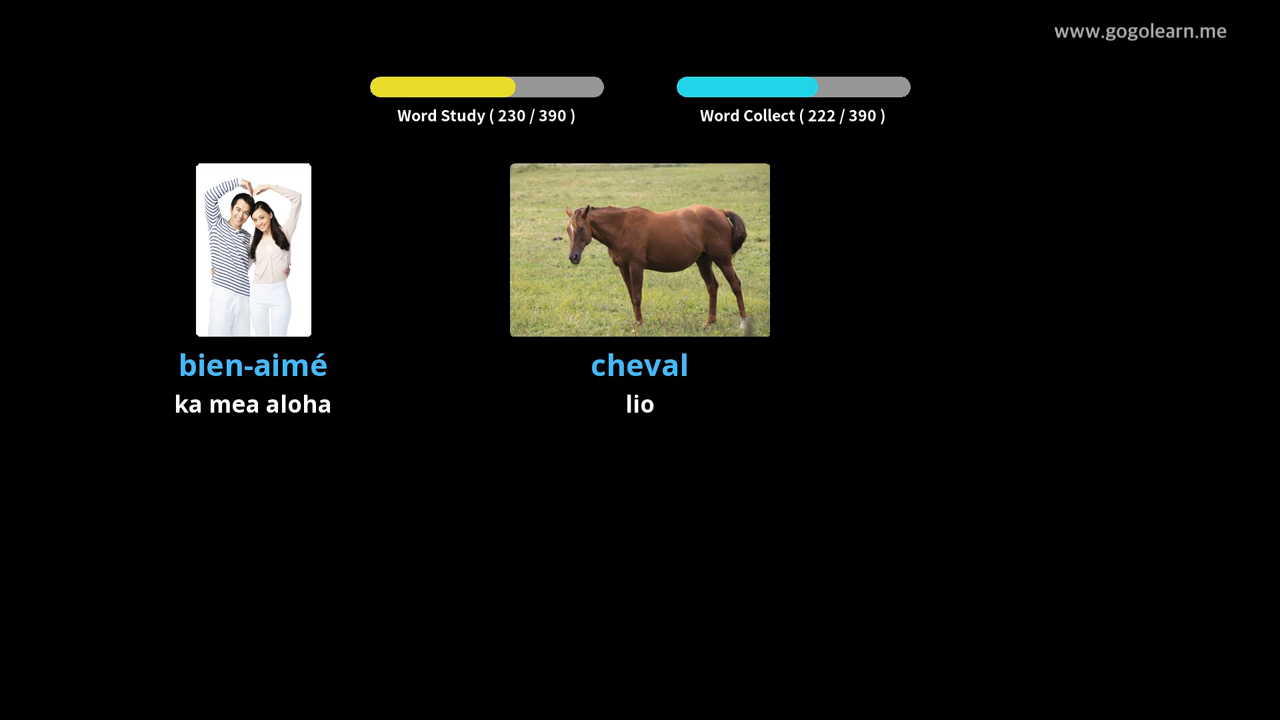 www.gogolearn.me
Word Study ( 230 / 390 )
Word Collect ( 222 / 390 )
bien-aimé
ka mea aloha
cheval
lio